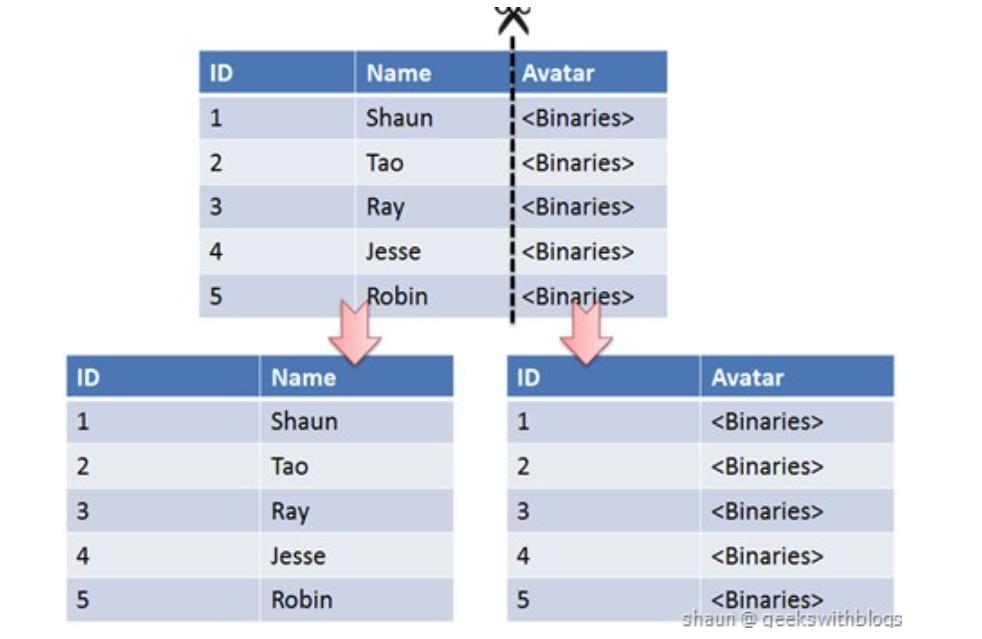 ID Name Avatar
1 Shaun <Binaries>
2 Tao <Binaries>
3 Ray <Binaries>
4 Jesse <Binaries>
5 Robin <Binaries>
ID Name
1 Shaun
2 Tao
3 Ray
4 Jesse
5 Robin
ID Avatar
1 <Binaries>
2 <Binaries>
3 <Binaries>
4 <Binaries>
5 <Binaries>
shaun @ geekswithblogs